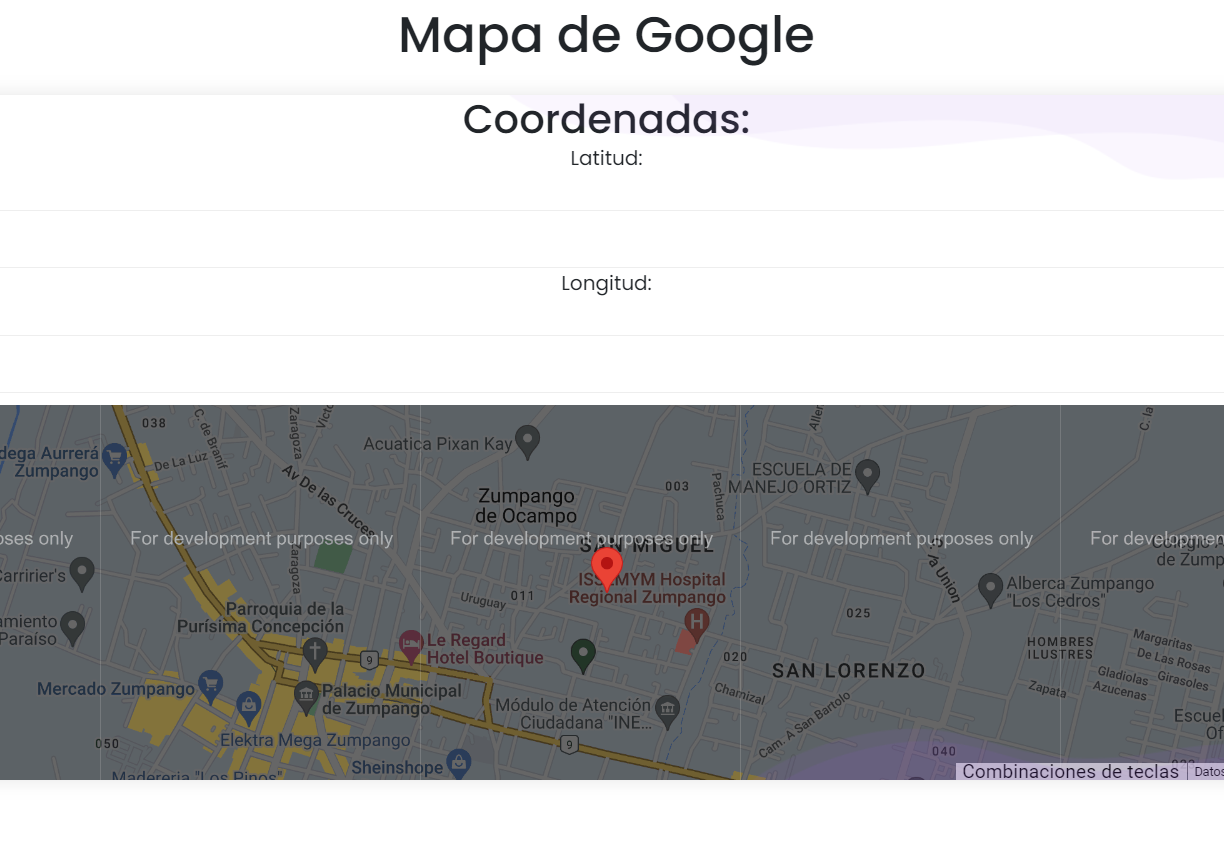 Mapa de Google
Coordenadas:
Latitud:
Longitud:
038
C. de Branif
Zaragoza
Acuatica Pixan Kay
dega Aurrerá
Zumpango
De La Luz
Av De las Cruces
Zumpango
de Ocampo
003
Pachuca
ESCUELA DE
MANEJO ORTIZ
C. la
oses only
For development purposes only
For development purposes only
For development purposes only
For developmen
SAN MIGUEL
de Zump
Carririer's
Zaragoza
ISSEMYM Hospital
Regional Zumpango
Uruguay
011
la Union
Alberca Zumpango
"Los Cedros"
Parroquia de la
Purísima Concepción
amiento
Paraíso
025
Le Regard
Hotel Boutique
9
020
HOMBRES
ILUSTRES
Margaritas
De Las Rosas
Girasoles
Gladiolas
Azucenas
SAN LORENZO
Zapata
Mercado Zumpango
Palacio Municipal
de Zumpango
Módulo de Atención
Ciudadana "INE...
Chamizal
Cam. A San Bartolo
Escuel
Of
050
Elektra Mega Zumpango
9
040
Sheinshope
Madereria "Los Pinos"
Combinaciones de teclas
Datos